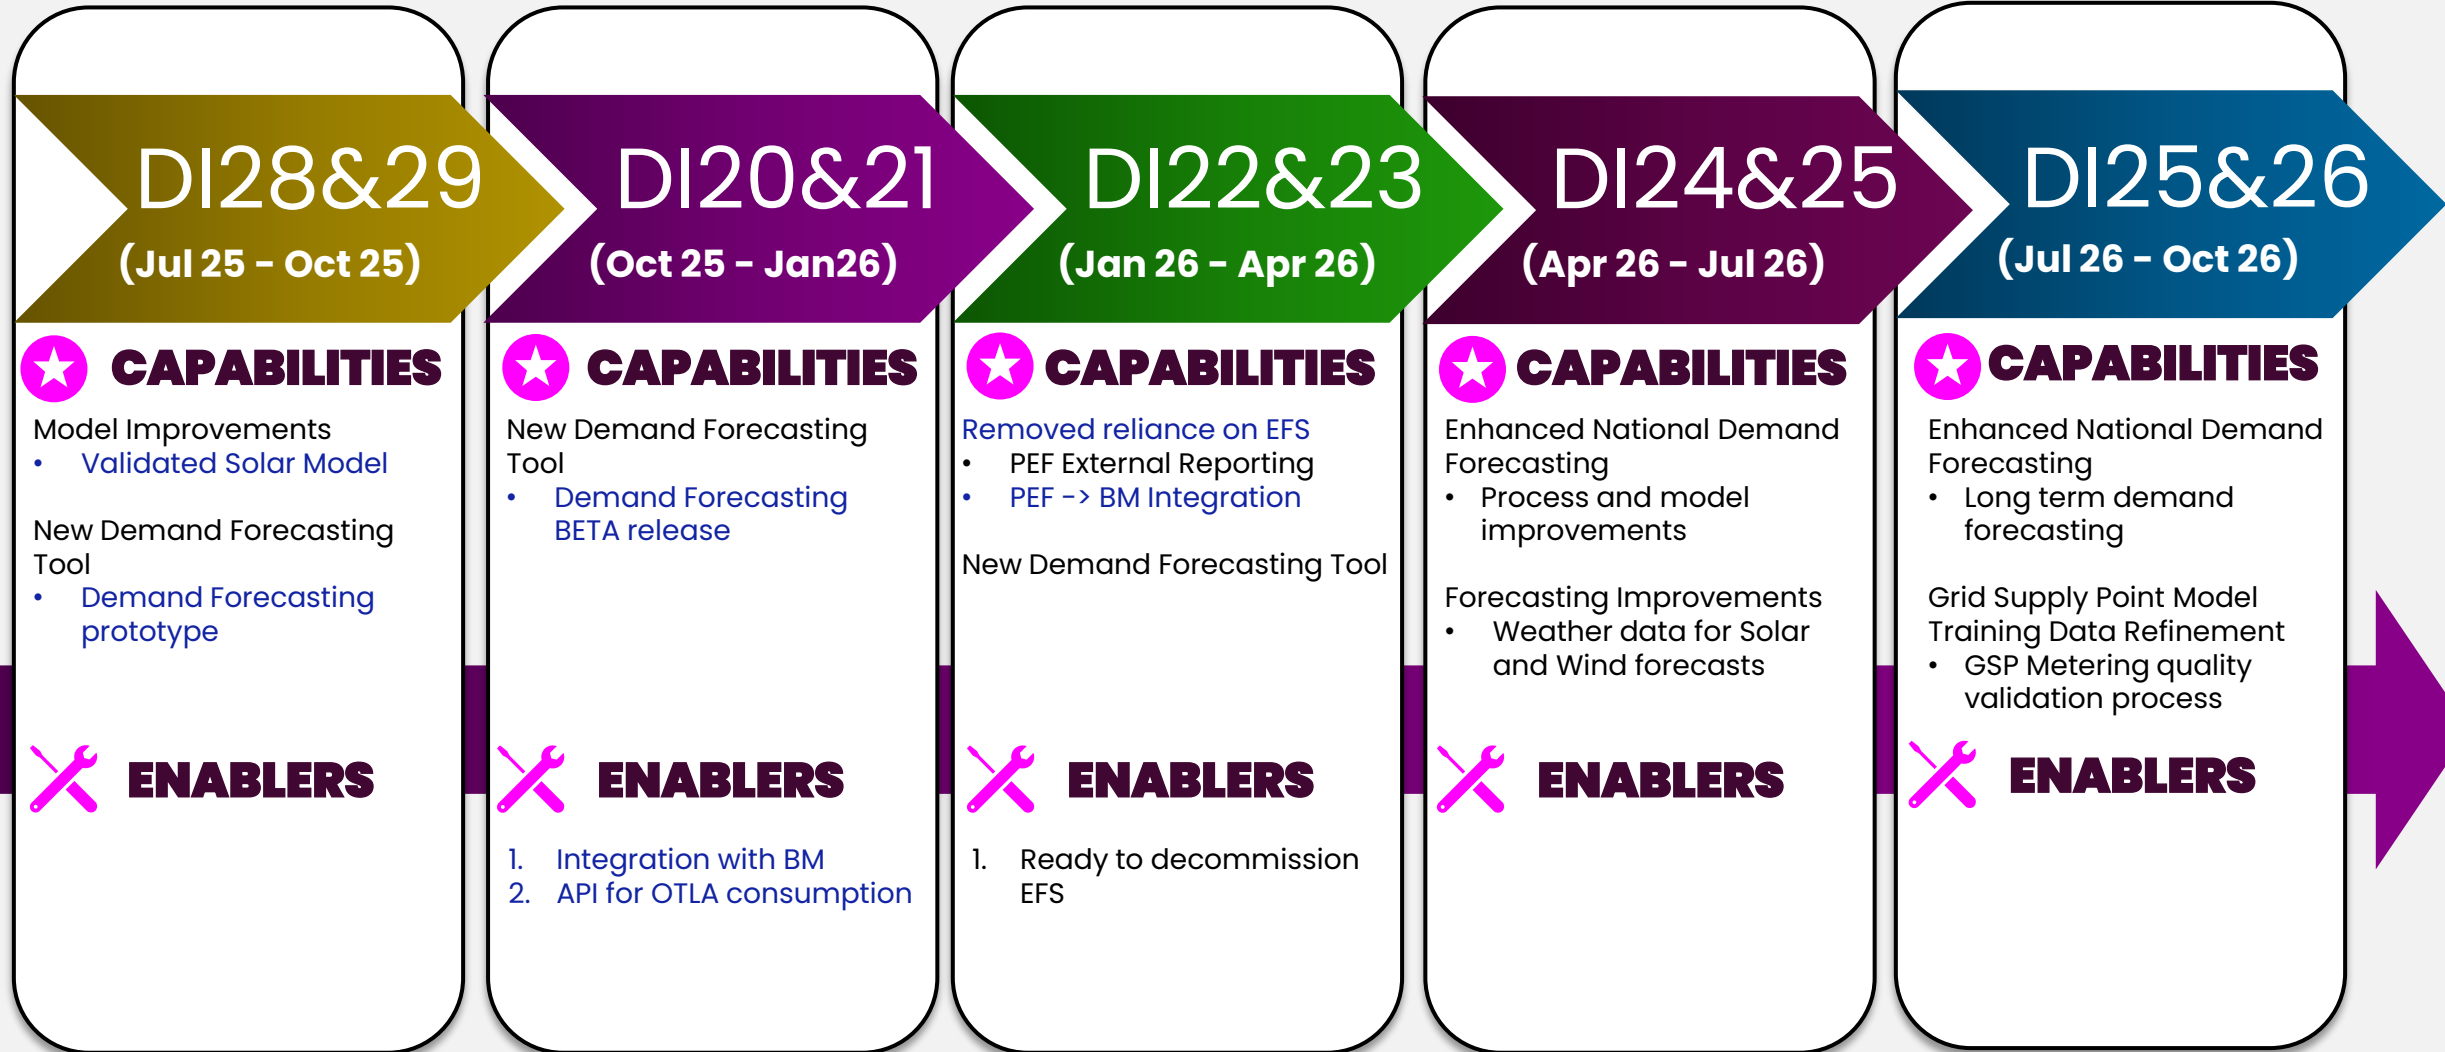 DI28&29
(Jul 25 - Oct 25)
CAPABILITIES
Model Improvements
• Validated Solar Model
New Demand Forecasting
Tool
• Demand Forecasting
prototype
ENABLERS
DI20&21
(Oct 25 - Jan26)
CAPABILITIES
New Demand Forecasting
Tool
• Demand Forecasting
BETA release
ENABLERS
1. Integration with BM
2. API for OTLA consumption
DI22&23
(Jan 26 - Apr 26)
CAPABILITIES
Removed reliance on EFS
• PEF External Reporting
• PEF -> BM Integration
New Demand Forecasting Tool
ENABLERS
1. Ready to decommission
EFS
DI24&25
(Apr 26 - Jul 26)
CAPABILITIES
Enhanced National Demand
Forecasting
• Process and model
improvements
Forecasting Improvements
• Weather data for Solar
and Wind forecasts
ENABLERS
DI25&26
(Jul 26 - Oct 26)
CAPABILITIES
Enhanced National Demand
Forecasting
• Long term demand
forecasting
Grid Supply Point Model
Training Data Refinement
• GSP Metering quality
validation process
ENABLERS